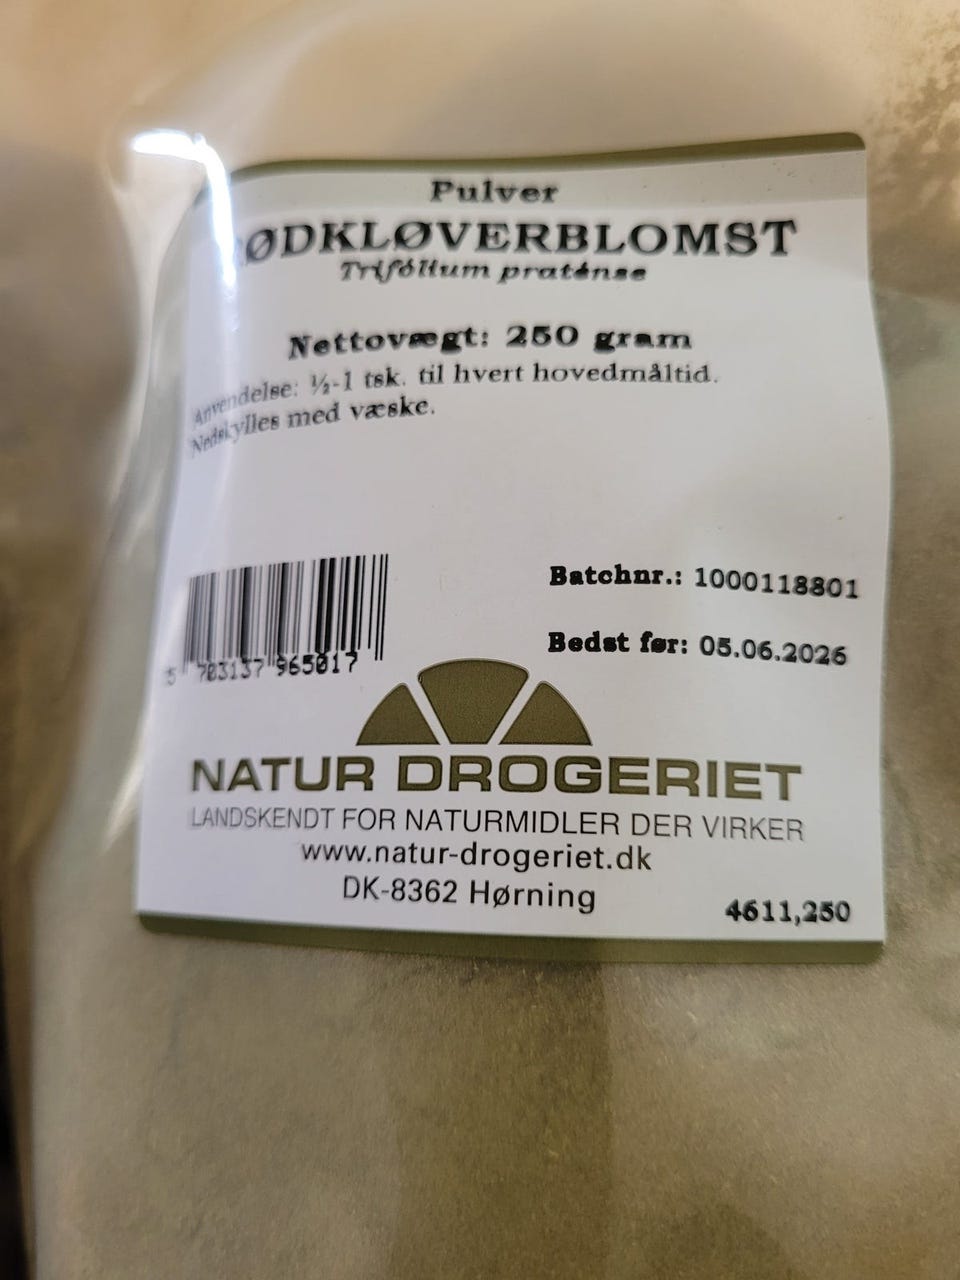 Pulver
RØDKLØVERBLOMST
Trifólium praténse
Nettovægt: 250 gram
Anvendelse: ½-1 tsk. til hvert hovedmåltid.
Nedskylles med væske.
Batchnr.: 1000118801
5 703137 965017
Bedst før: 05.06.2026
NATUR DROGERIET
LANDSKENDT FOR NATURMIDLER DER VIRKER
www.natur-drogeriet.dk
DK-8362 Hørning
4611,250